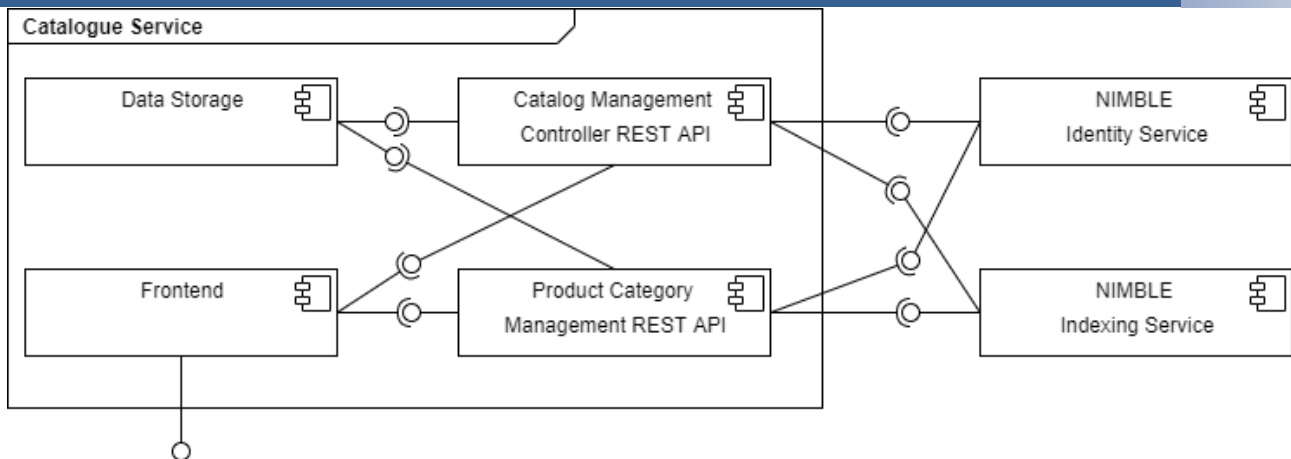 Catalogue Service
Data Storage
Catalog Management
Controller REST API
NIMBLE
Identity Service
Frontend
Product Category
Management REST API
NIMBLE
Indexing Service